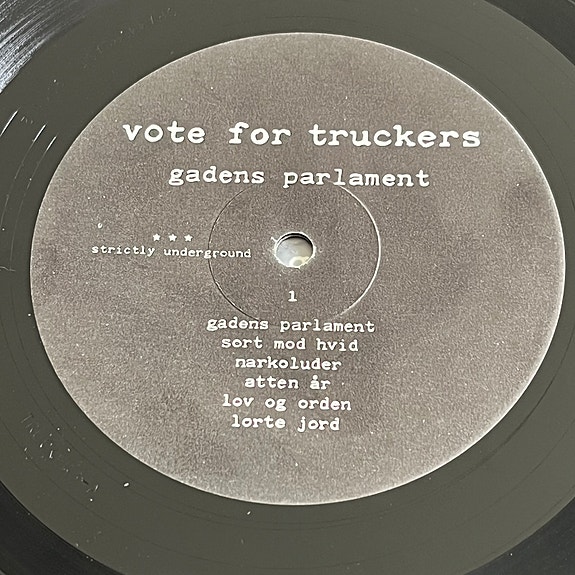 vote for truckers
gadens parlament
★ ★ ★
strictly underground
1
gadens parlament
sort mod hvid
narkoluder
atten år
lov og orden
lorte jord